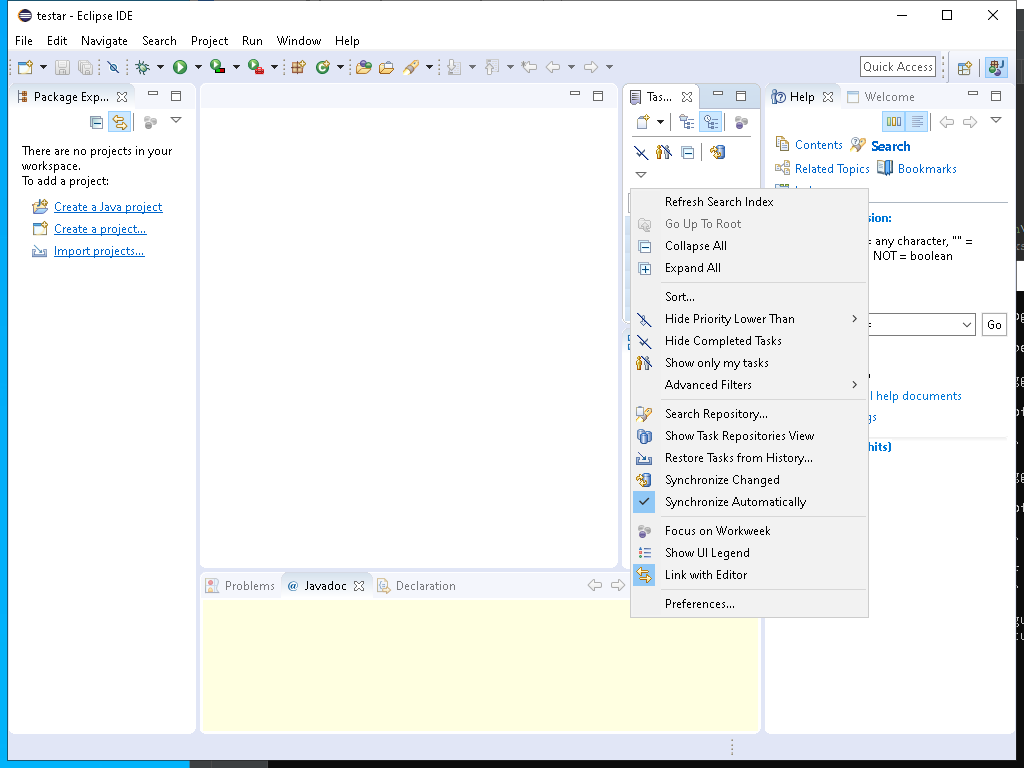 testar - Eclipse IDE
File Edit Navigate Search Project Run Window Help
Quick Access
Package Exp...
There are no projects in your
workspace.
To add a project:
Create a Java project
Create a project...
Import projects...
Tas...
Refresh Search Index
Go Up To Root
Collapse All
Expand All
Sort...
Hide Priority Lower Than
Hide Completed Tasks
Show only my tasks
Advanced Filters
Search Repository...
Show Task Repositories View
Restore Tasks from History...
Synchronize Changed
Synchronize Automatically
Focus on Workweek
Show UI Legend
Link with Editor
Preferences...
Help Welcome
Contents Search
Related Topics Bookmarks
sion:
= any character, "" =
NOT = boolean
Go
l help documents
gs
hits)
Problems @ Javadoc Declaration